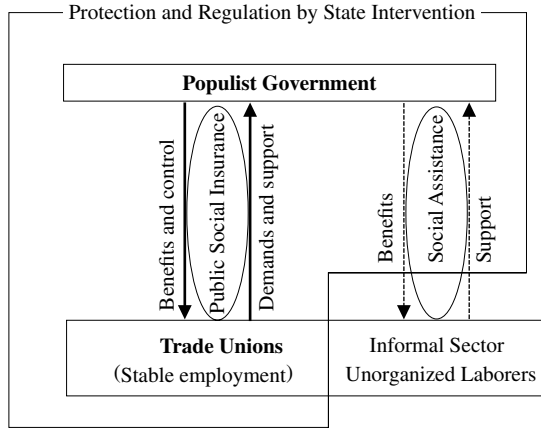 Protection and Regulation by State Intervention
Populist Government
Benefits and control
Public Social Insurance
Demands and support
Benefits
Social Assistance
Support
Trade Unions
(Stable employment)
Informal Sector
Unorganized Laborers